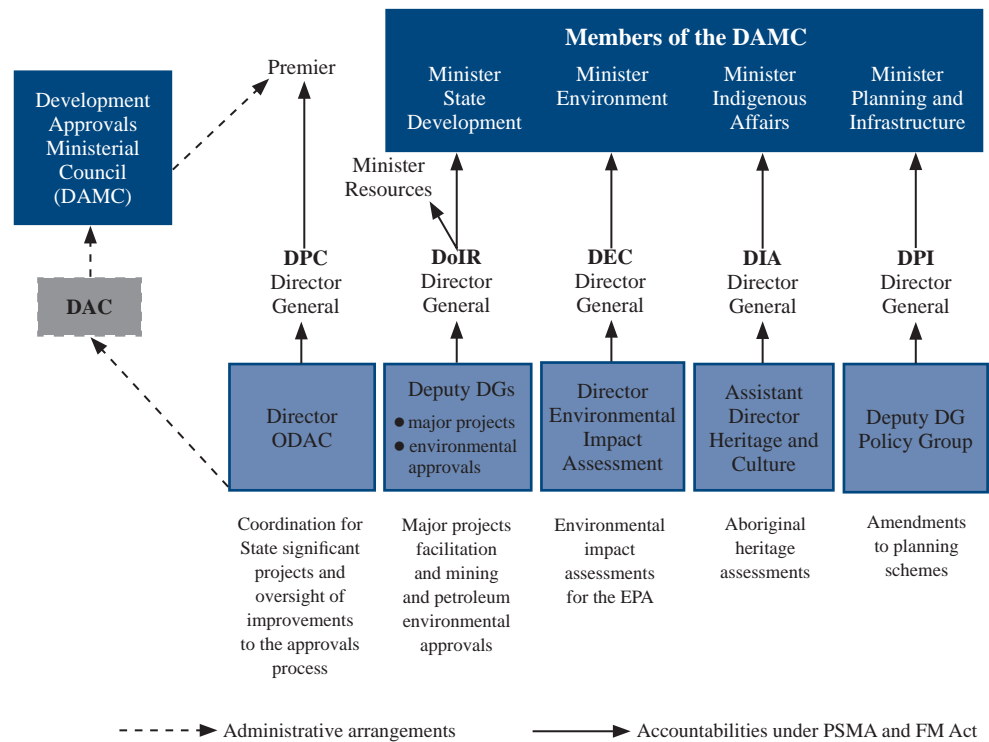 Members of the DAMC
Development
Approvals
Ministerial
Council
(DAMC)
Premier
Minister
State
Development
Minister
Environment
Minister
Indigenous
Affairs
Minister
Planning and
Infrastructure
Minister
Resources
DAC
DPC
Director
General
DoIR
Director
General
DEC
Director
General
DIA
Director
General
DPI
Director
General
Director
ODAC
Deputy DGs
● major projects
● environmental
approvals
Director
Environmental
Impact
Assessment
Assistant
Director
Heritage and
Culture
Deputy DG
Policy Group
Coordination for
State significant
projects and
oversight of
improvements
to the approvals
process
Major projects
facilitation
and mining
and petroleum
environmental
approvals
Environmental
impact
assessments
for the EPA
Aboriginal
heritage
assessments
Amendments
to planning
schemes
Administrative arrangements
Accountabilities under PSMA and FM Act